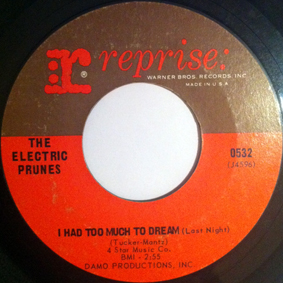 r® reprise:
WARNER BROS. RECORDS INC.
MADE IN U.S.A.
THE
ELECTRIC
PRUNES
0532
(J4596)
I HAD TOO MUCH TO DREAM (Last Night)
(Tucker-Mantz)
4 Star Music Co.
BMI - 2:55
DAMO PRODUCTIONS, INC.